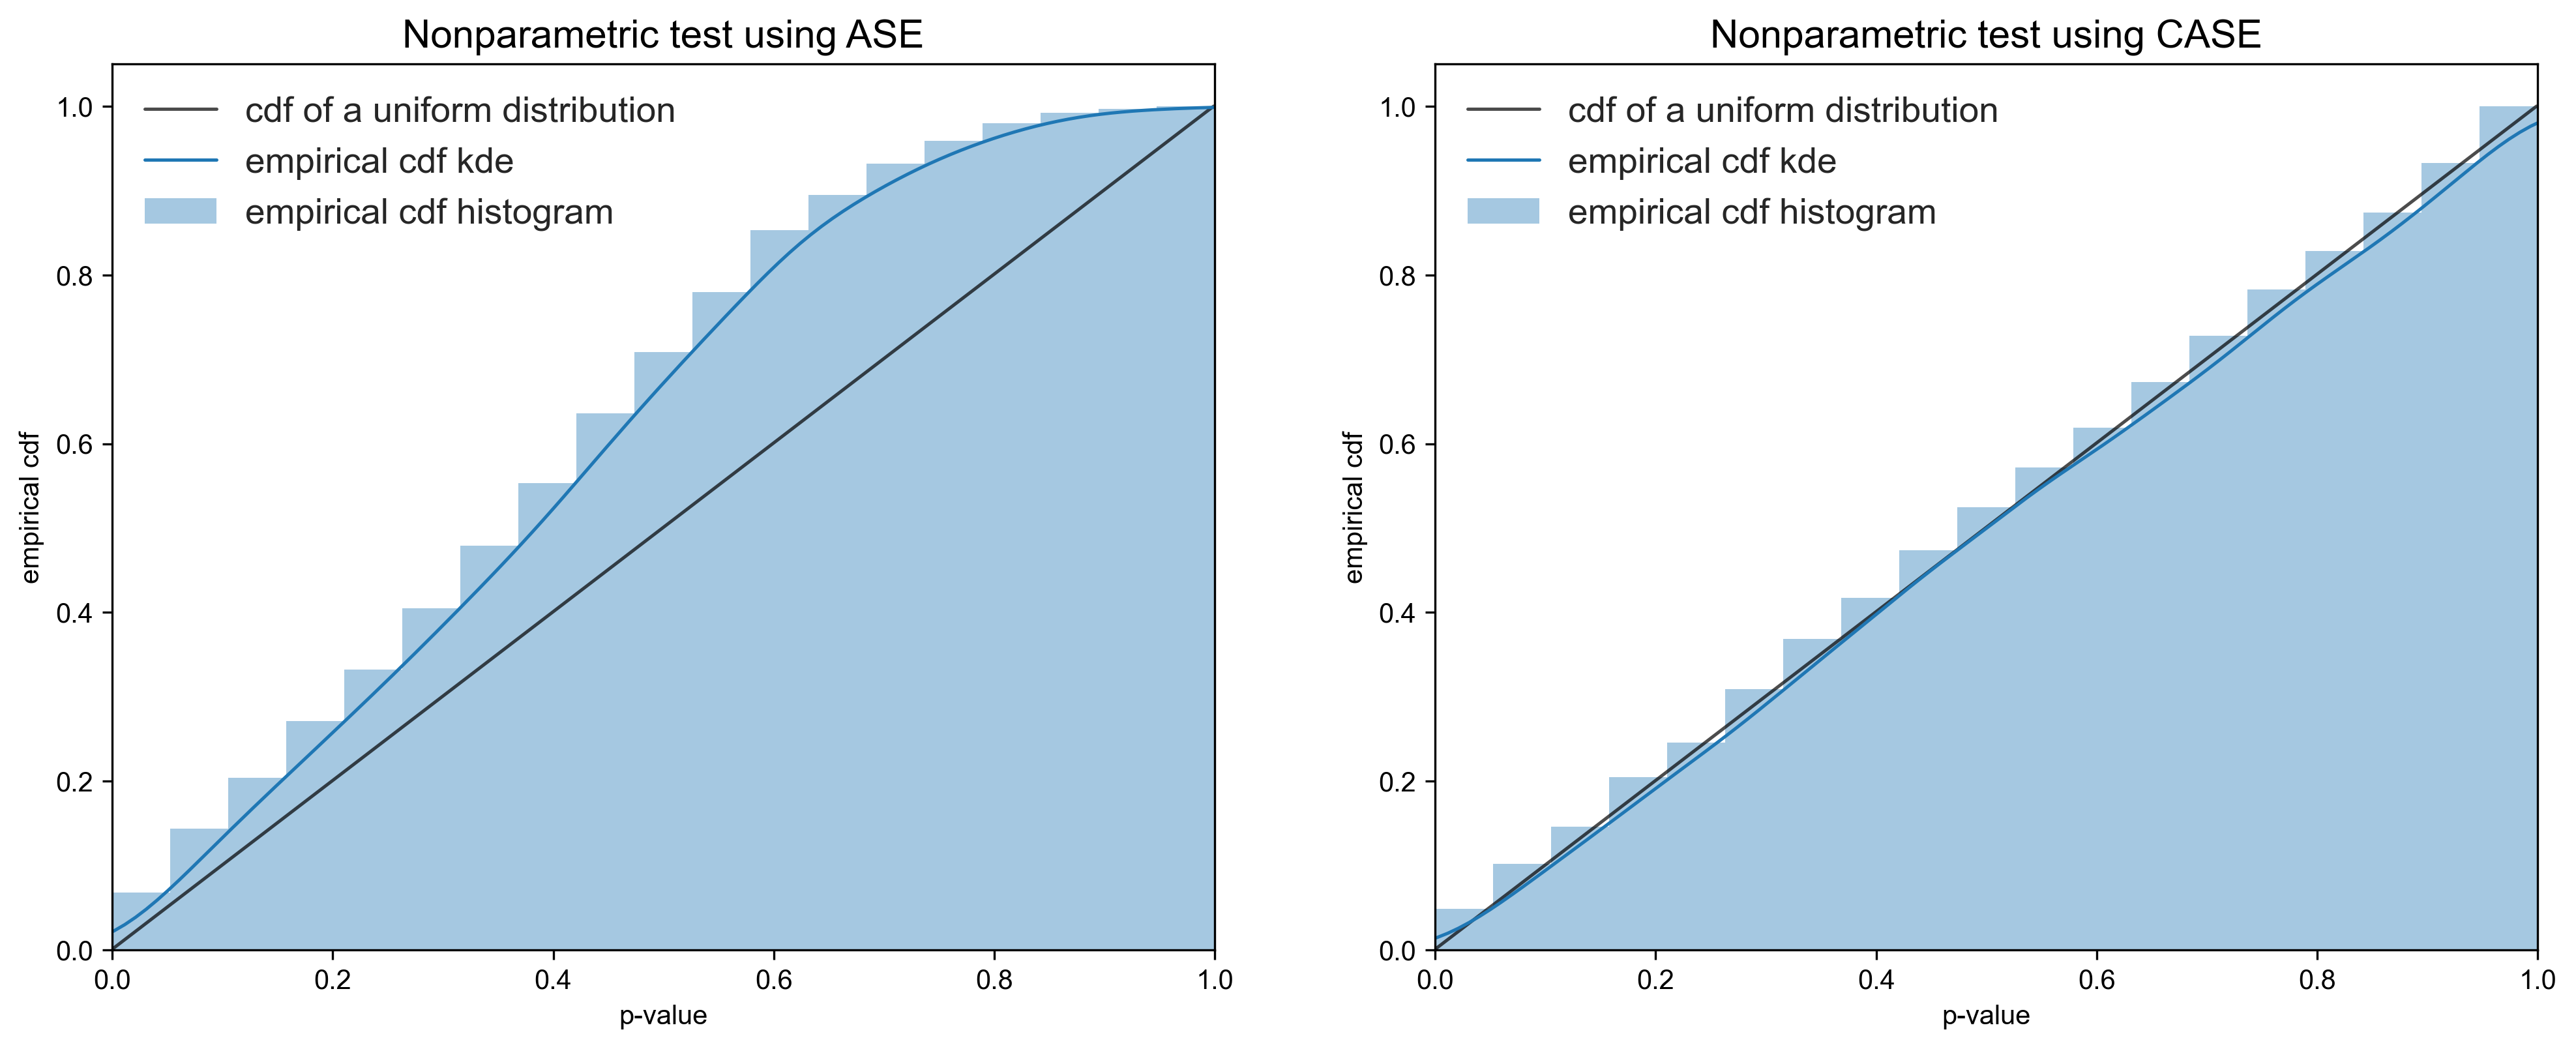 Nonparametric test using ASE
cdf of a uniform distribution
empirical cdf kde
empirical cdf histogram
1.0
0.8
0.6
0.4
0.2
0.0
empirical cdf
0.0 0.2 0.4 0.6 0.8 1.0
p-value
Nonparametric test using CASE
cdf of a uniform distribution
empirical cdf kde
empirical cdf histogram
1.0
0.8
0.6
0.4
0.2
0.0
empirical cdf
0.0 0.2 0.4 0.6 0.8 1.0
p-value